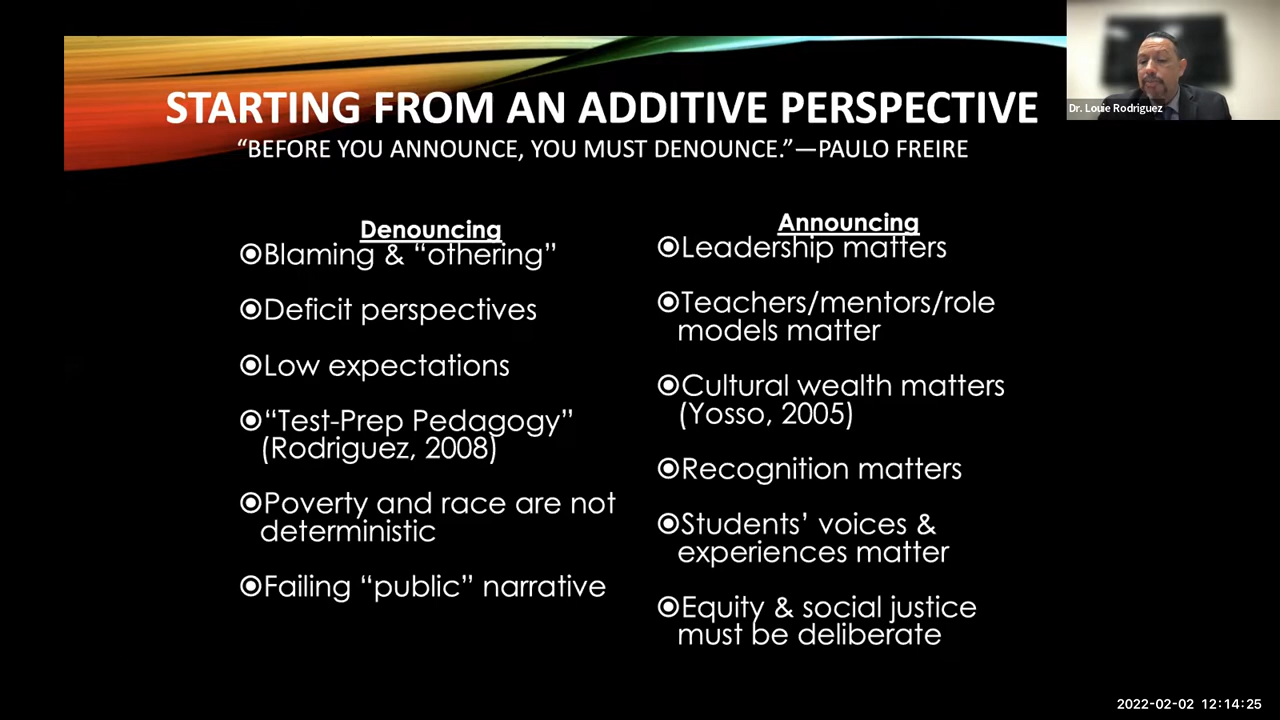 STARTING FROM AN ADDITIVE PERSPECTIVE
“BEFORE YOU ANNOUNCE, YOU MUST DENOUNCE.”—PAULO FREIRE
Denouncing
Blaming & “othering”
Deficit perspectives
Low expectations
“Test-Prep Pedagogy”
(Rodriguez, 2008)
Poverty and race are not
deterministic
Failing “public” narrative
Announcing
Leadership matters
Teachers/mentors/role
models matter
Cultural wealth matters
(Yosso, 2005)
Recognition matters
Students’ voices &
experiences matter
Equity & social justice
must be deliberate
Dr. Louie Rodriguez
2022-02-02 12:14:25